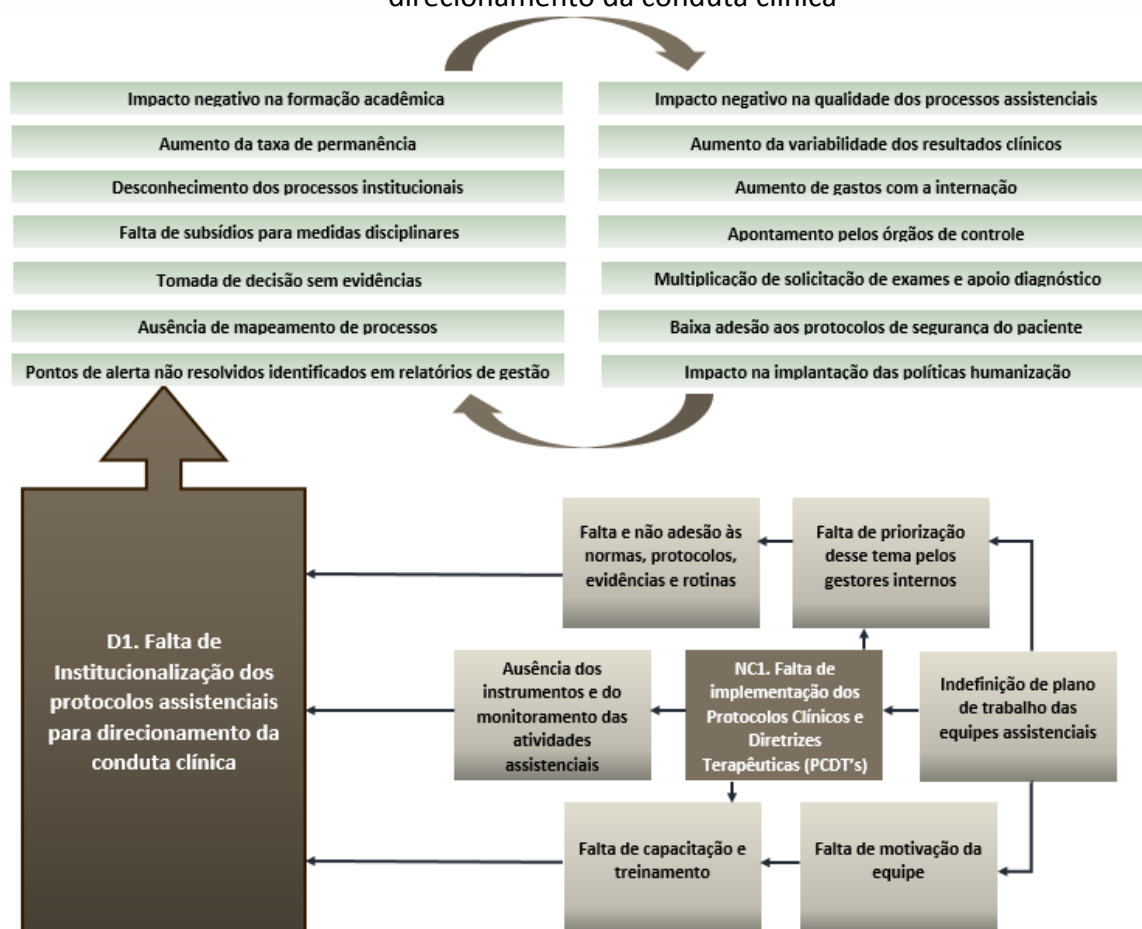 direcionamento da conduta clínica
Impacto negativo na formação acadêmica
Aumento da taxa de permanência
Desconhecimento dos processos institucionais
Falta de subsídios para medidas disciplinares
Tomada de decisão sem evidências
Ausência de mapeamento de processos
Pontos de alerta não resolvidos identificados em relatórios de gestão
Impacto negativo na qualidade dos processos assistenciais
Aumento da variabilidade dos resultados clínicos
Aumento de gastos com a internação
Apontamento pelos órgãos de controle
Multiplicação de solicitação de exames e apoio diagnóstico
Baixa adesão aos protocolos de segurança do paciente
Impacto na implantação das políticas humanização
D1. Falta de
Institucionalização dos
protocolos assistenciais
para direcionamento da
conduta clínica
Falta e não adesão às
normas, protocolos,
evidências e rotinas
Falta de priorização
desse tema pelos
gestores internos
Ausência dos
instrumentos e do
monitoramento das
atividades
assistenciais
NC1. Falta de
implementação dos
Protocolos Clínicos e
Diretrizes
Terapêuticas (PCDT's)
Indefinição de plano
de trabalho das
equipes assistenciais
Falta de capacitação e
treinamento
Falta de motivação da
equipe